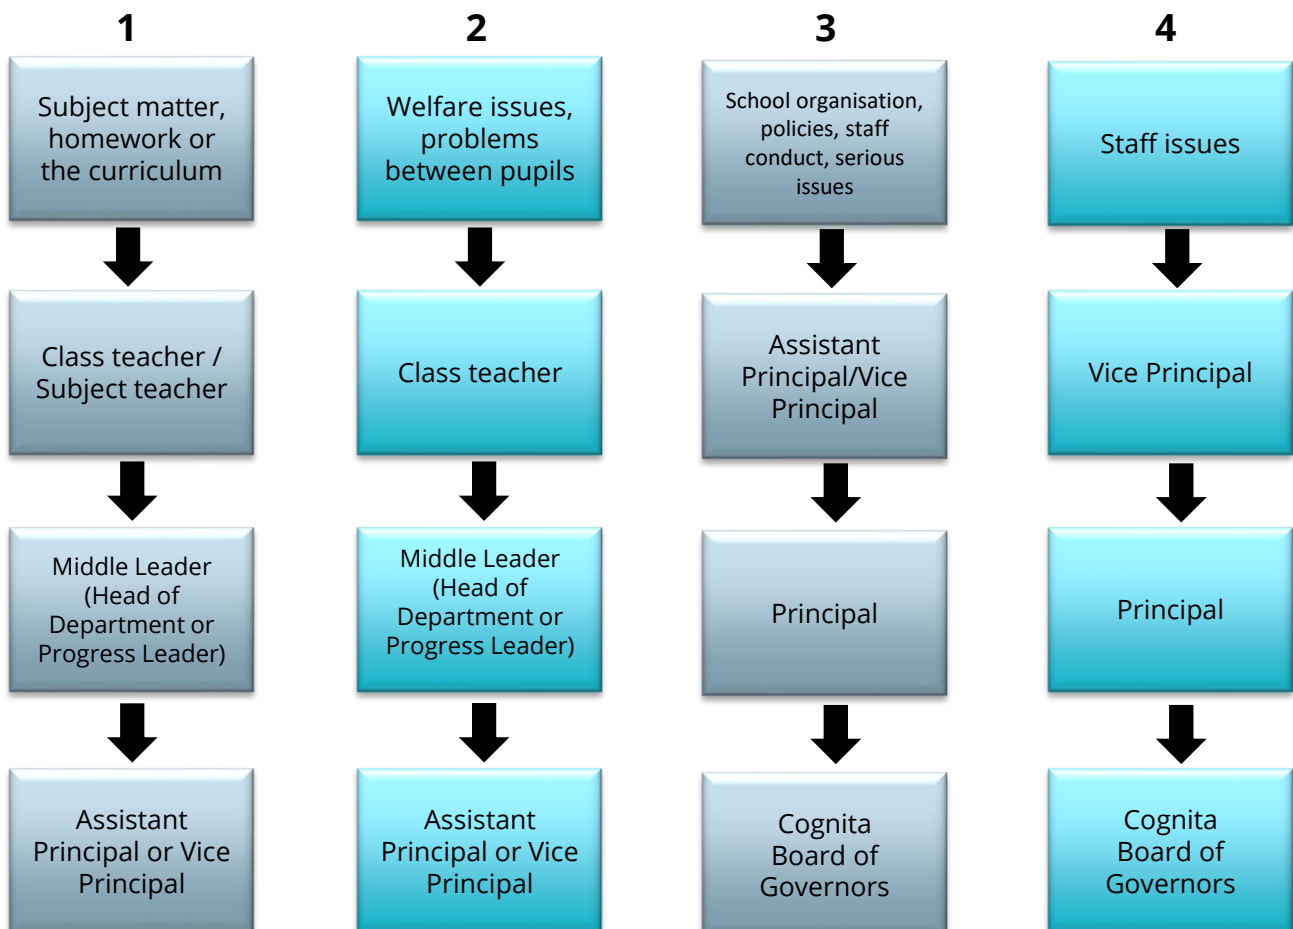 1
Subject matter,
homework or
the curriculum
Class teacher /
Subject teacher
Middle Leader
(Head of
Department or
Progress Leader)
Assistant
Principal or Vice
Principal
2
Welfare issues,
problems
between pupils
Class teacher
Middle Leader
(Head of
Department or
Progress Leader)
Assistant
Principal or Vice
Principal
3
School organisation,
policies, staff
conduct, serious
issues
Assistant
Principal/Vice
Principal
Principal
Cognita
Board of
Governors
4
Staff issues
Vice Principal
Principal
Cognita
Board of
Governors